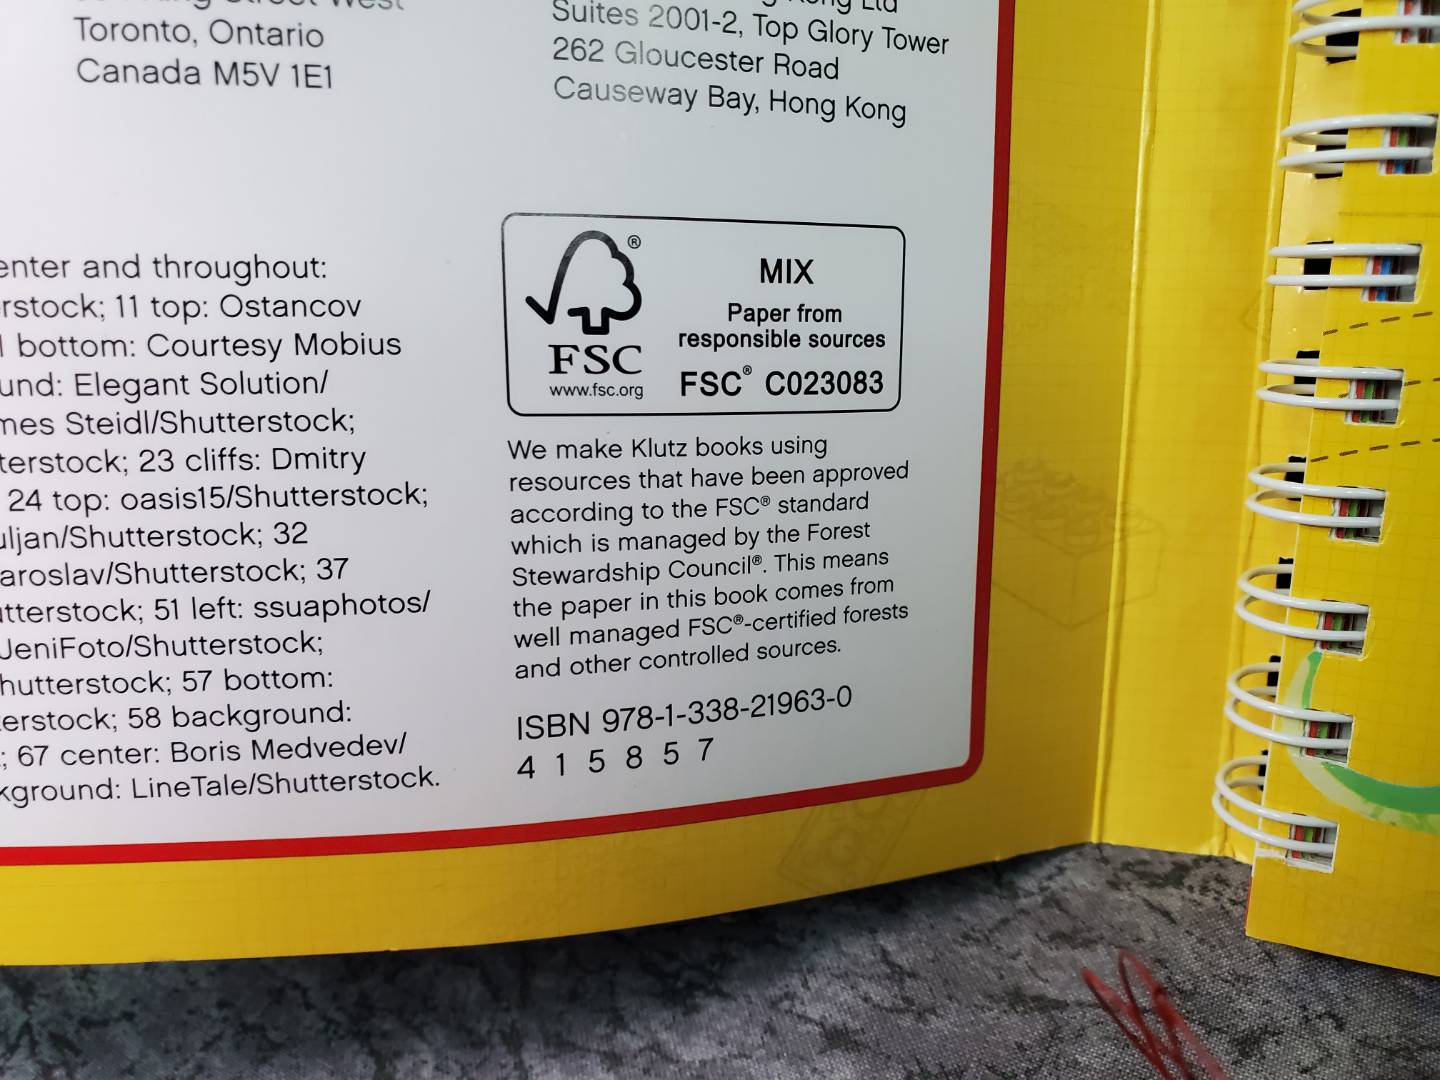 Toronto, Ontario
Canada M5V 1E1
Ltd
Suites 2001-2, Top Glory Tower
262 Gloucester Road
Causeway Bay, Hong Kong
enter and throughout:
rstock; 11 top: Ostancov
bottom: Courtesy Mobius
und: Elegant Solution/
mes Steidl/Shutterstock;
terstock; 23 cliffs: Dmitry
24 top: oasis15/Shutterstock;
uljan/Shutterstock; 32
aroslav/Shutterstock; 37
tterstock; 51 left: ssuaphotos/
JeniFoto/Shutterstock;
hutterstock; 57 bottom:
terstock; 58 background:
; 67 center: Boris Medvedev/
kground: LineTale/Shutterstock.
®
FSC
www.fsc.org
MIX
Paper from
responsible sources
FSC® C023083
We make Klutz books using
resources that have been approved
according to the FSC® standard
which is managed by the Forest
Stewardship Council®. This means
the paper in this book comes from
well managed FSC®-certified forests
and other controlled sources.
ISBN 978-1-338-21963-0
4 1 5 8 5 7